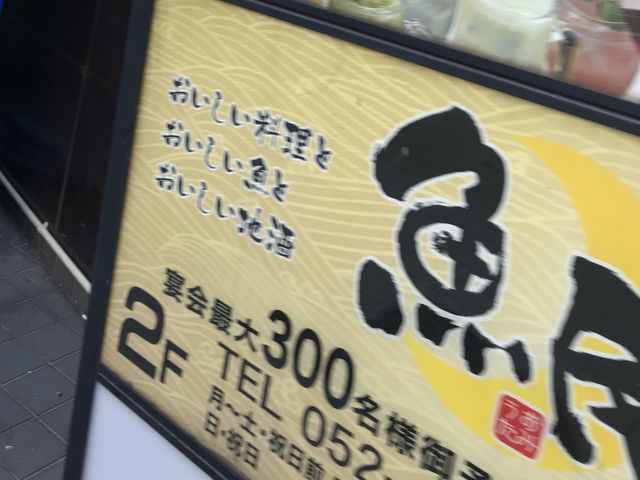 おいしい料理と
おいしい魚と
おいしい地酒
魚
宴会最大300名様御予
2F
TEL 052
月～土・祝日前
日・祝日